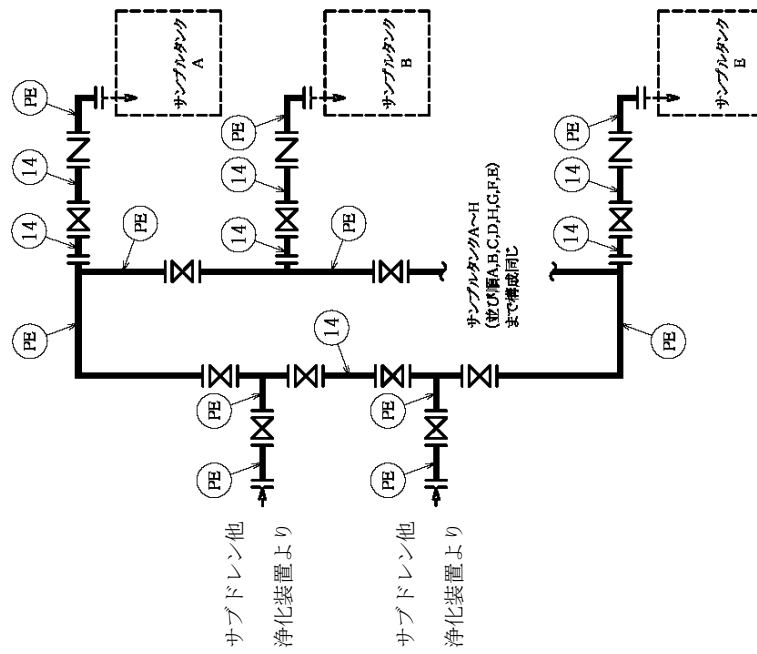 PE
14
14
PE
PE
サンプルタンク
A
サブドレン他
浄化装置より
PE
PE
14
14
PE
14
PE
サンプルタンク
B
サブドレン他
浄化装置より
PE
PE
サンプルタンクA～H
(並び順A,B,C,D,H,G,F,E)
まで構成同じ
14
14
PE
PE
サンプルタンク
E